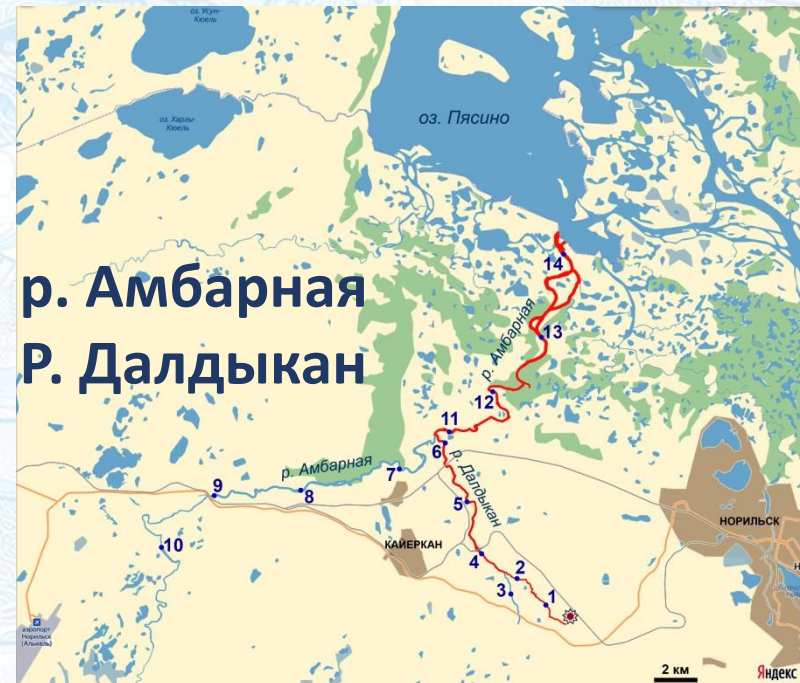 оз. Усун-
Кюель
оз. Харгы-
Кюель
оз. Пясино
р. Амбарная
Р. Далдыкан
14
13
р. Амбарная
12
11
6
р. Далдыкан
р. Амбарная
7
9
8
5
10
КАЙЕРКАН
НОРИЛЬСК
4
2
3
1
аэропорт
Норильск
(Алыкель)
2 км
Яндекс